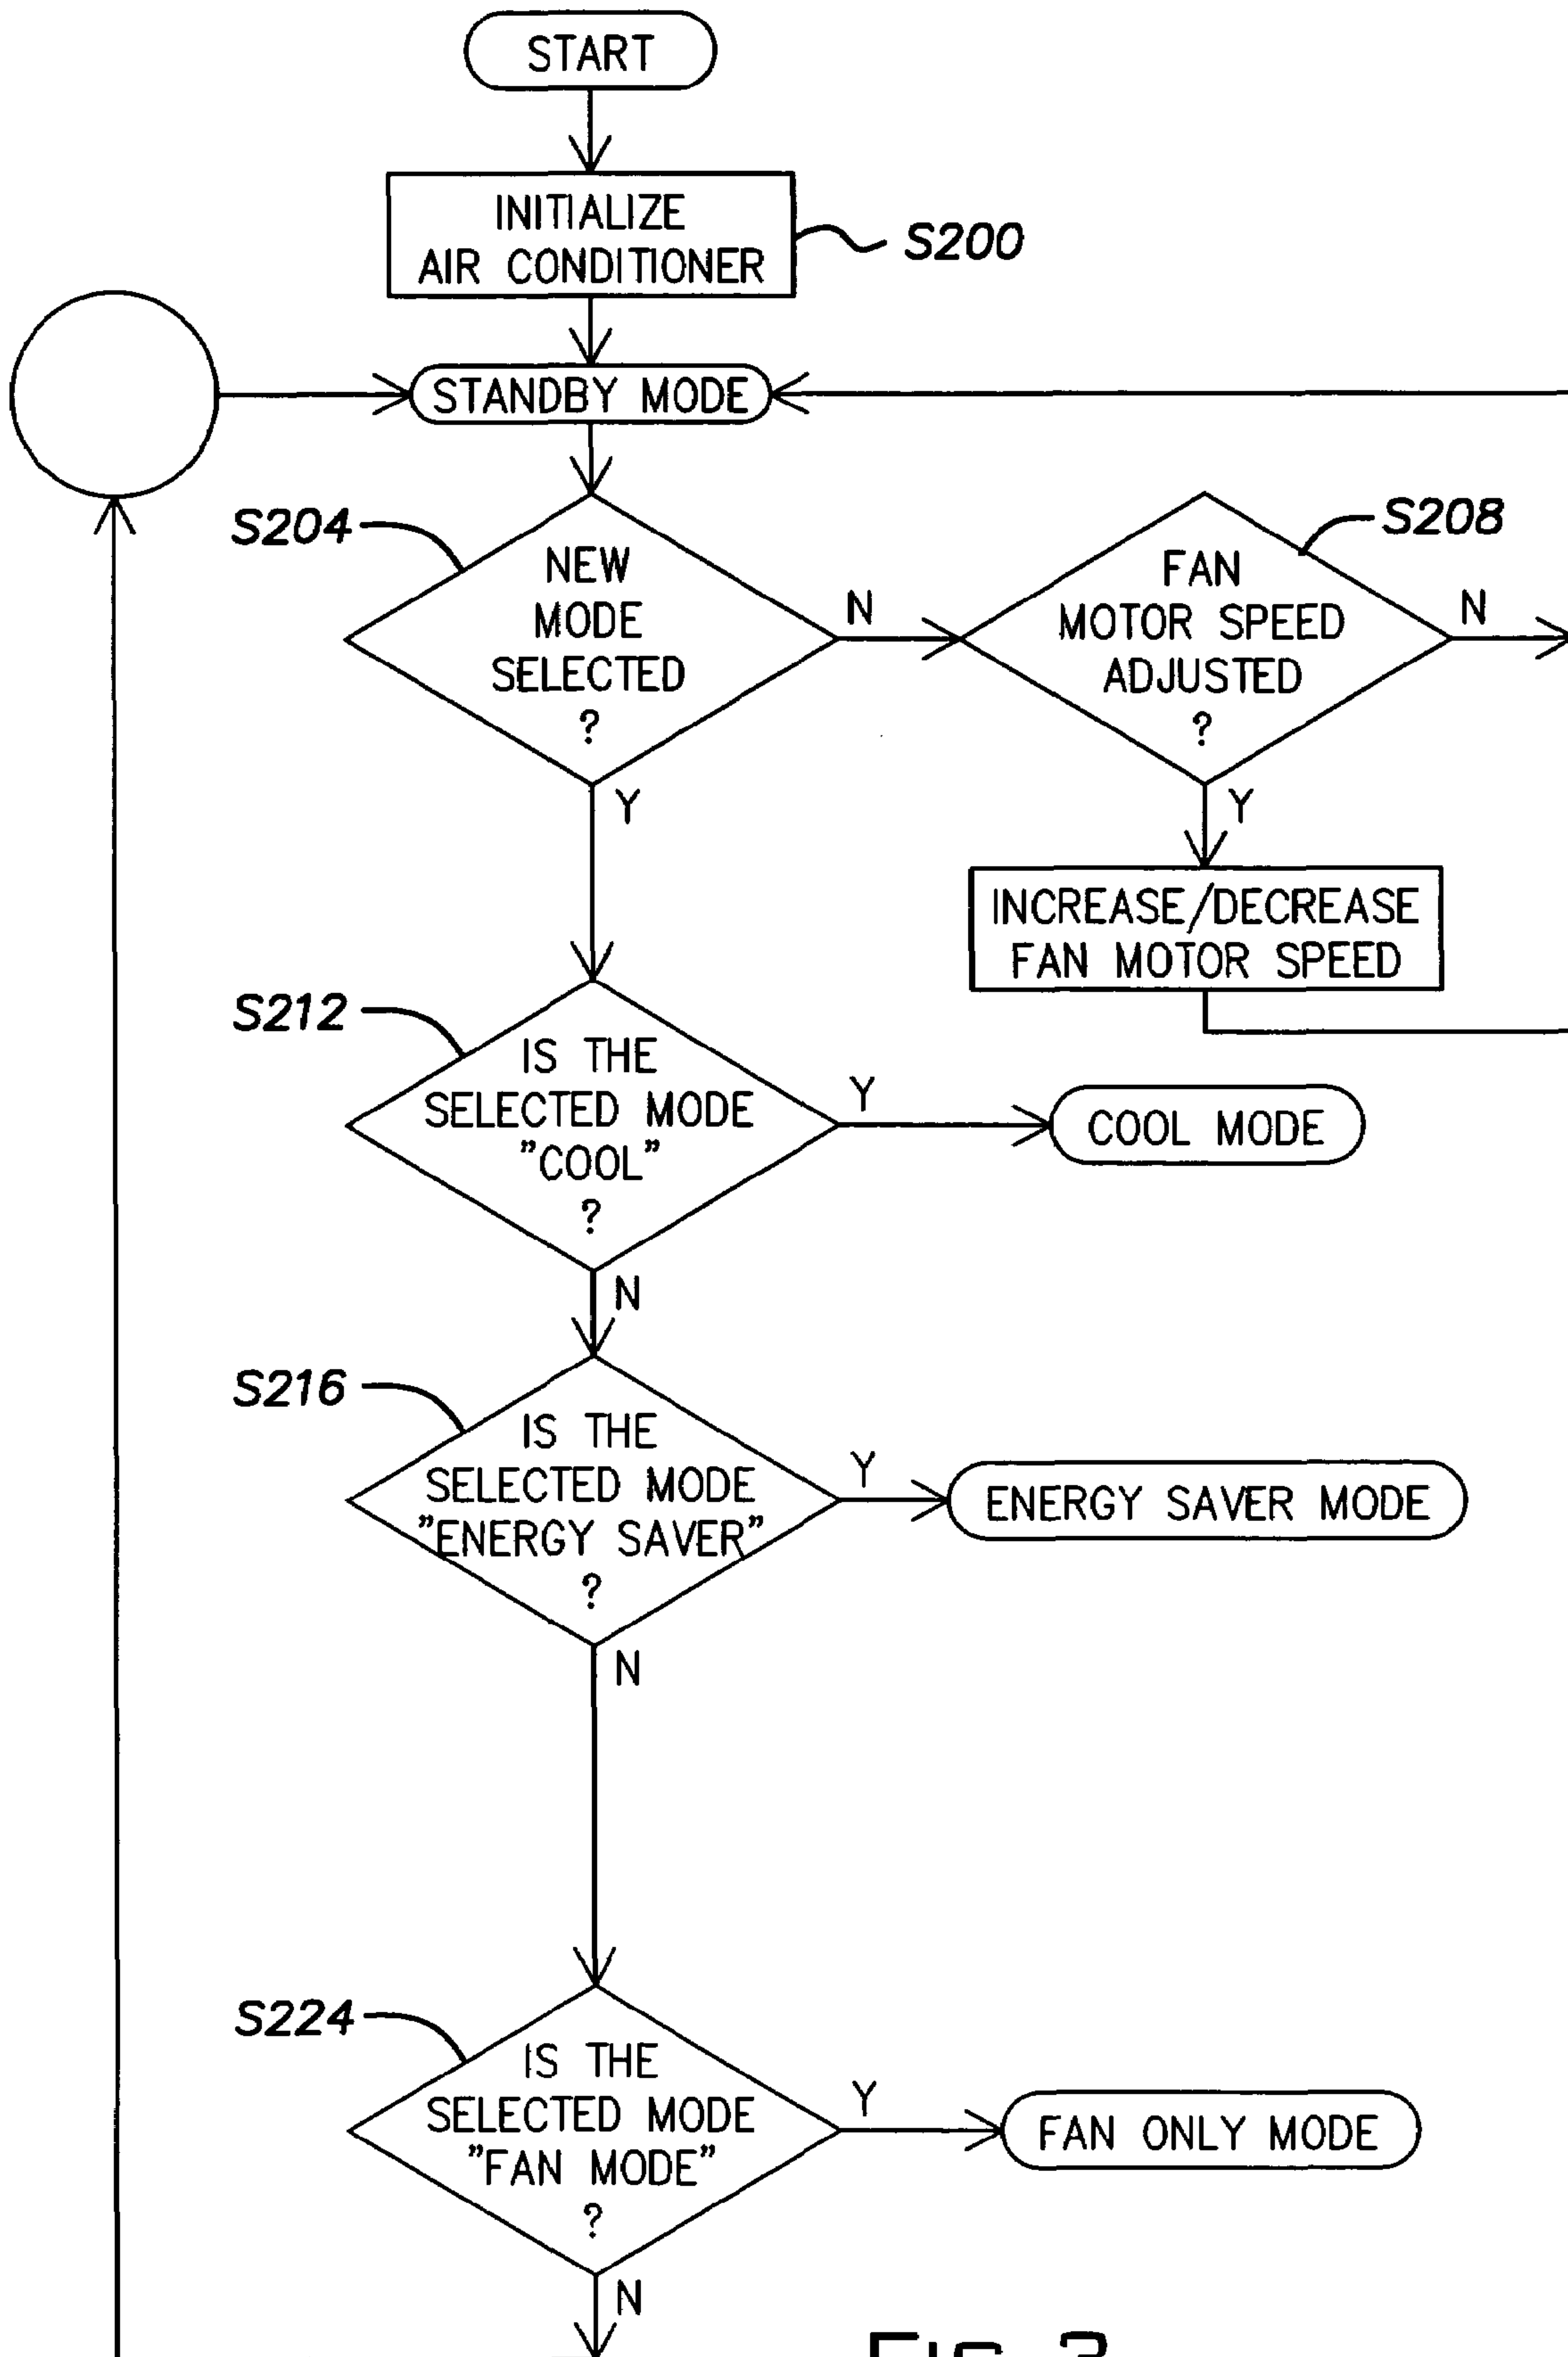 START
INITIALIZE
AIR CONDITIONER
S200
STANDBY MODE
S204
NEW
MODE
SELECTED
?
N
Y
S208
FAN
MOTOR SPEED
ADJUSTED
?
N
Y
INCREASE/DECREASE
FAN MOTOR SPEED
S212
IS THE
SELECTED MODE
"COOL"
?
Y
COOL MODE
N
S216
IS THE
SELECTED MODE
"ENERGY SAVER"
?
Y
ENERGY SAVER MODE
N
S224
IS THE
SELECTED MODE
"FAN MODE"
?
Y
FAN ONLY MODE
N